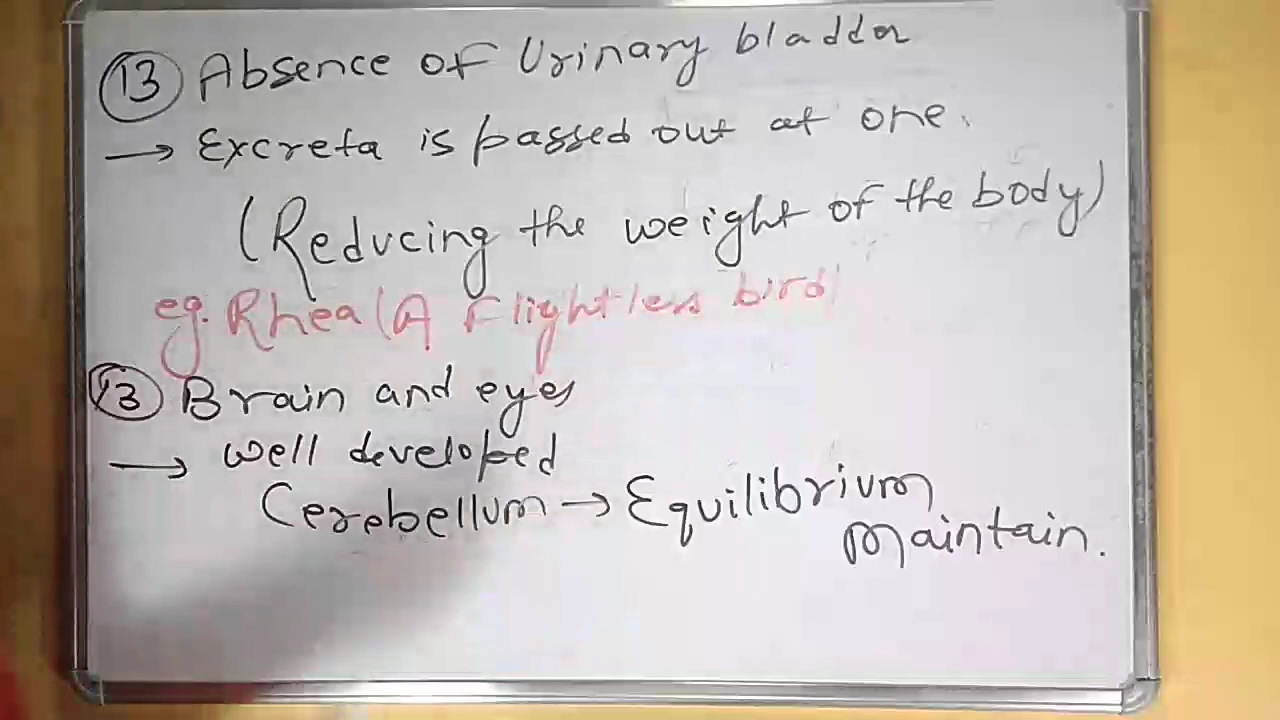 13 Absence of Urinary bladder
→ Excreta is passed out at one.
(Reducing the weight of the body)
eg. Rhea (A Flightless bird)
13 Brain and eyes
→ well developed
Cerebellum → Equilibrium
maintain.